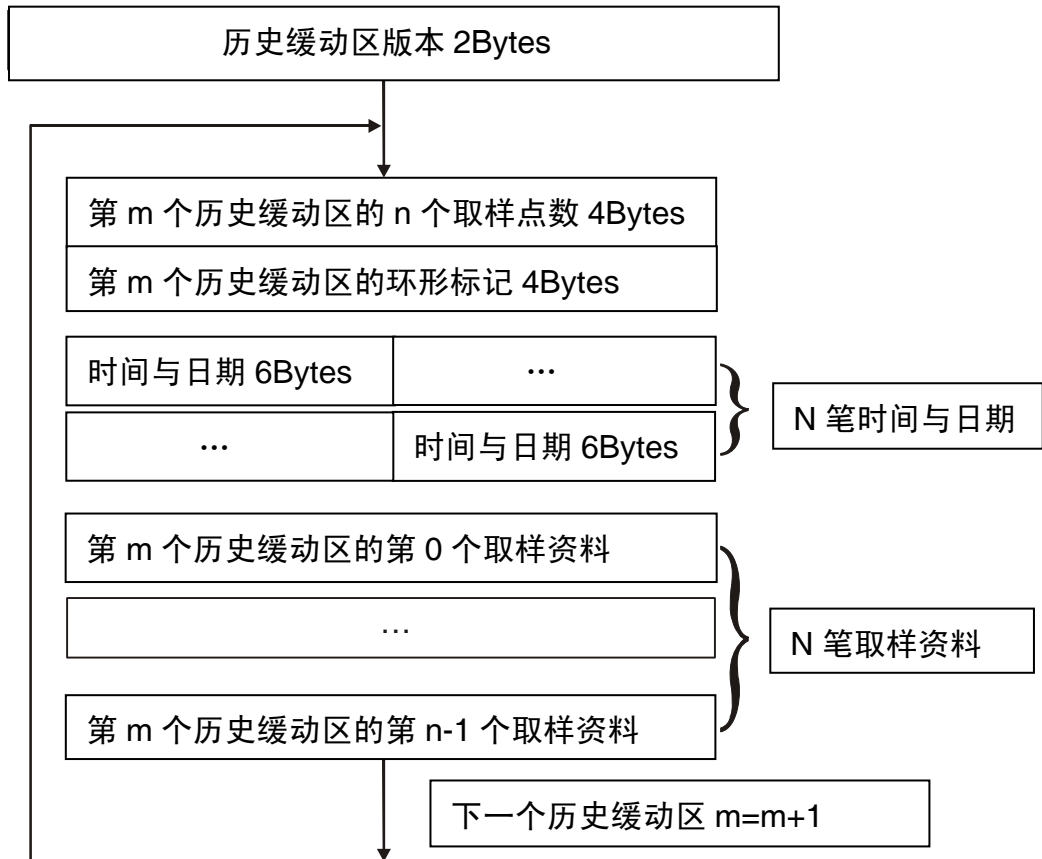 历史缓动区版本 2Bytes
第 m 个历史缓动区的 n 个取样点数 4Bytes
第 m 个历史缓动区的环形标记 4Bytes
时间与日期 6Bytes
…
…
时间与日期 6Bytes
N 笔时间与日期
第 m 个历史缓动区的第 0 个取样资料
…
N 笔取样资料
第 m 个历史缓动区的第 n-1 个取样资料
下一个历史缓动区 m=m+1